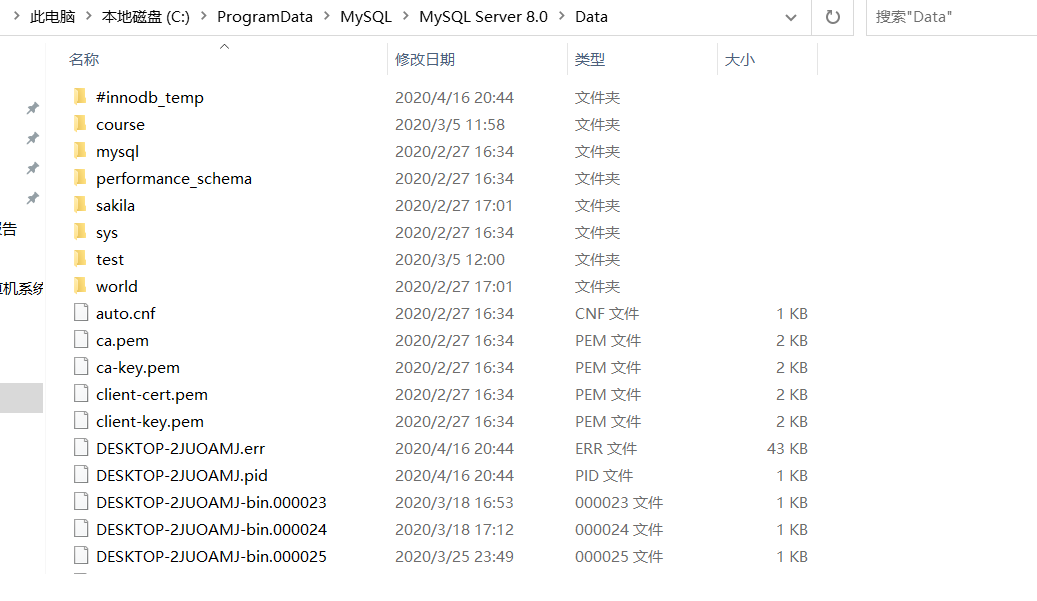 此电脑 > 本地磁盘 (C:) > ProgramData > MySQL > MySQL Server 8.0 > Data 搜索"Data"
名称 修改日期 类型 大小
#innodb_temp 2020/4/16 20:44 文件夹
course 2020/3/5 11:58 文件夹
mysql 2020/2/27 16:34 文件夹
performance_schema 2020/2/27 16:34 文件夹
sakila 2020/2/27 17:01 文件夹
告 sys 2020/2/27 16:34 文件夹
test 2020/3/5 12:00 文件夹
机系统 world 2020/2/27 17:01 文件夹
auto.cnf 2020/2/27 16:34 CNF 文件 1 KB
ca.pem 2020/2/27 16:34 PEM 文件 2 KB
ca-key.pem 2020/2/27 16:34 PEM 文件 2 KB
client-cert.pem 2020/2/27 16:34 PEM 文件 2 KB
client-key.pem 2020/2/27 16:34 PEM 文件 2 KB
DESKTOP-2JUOAMJ.err 2020/4/16 20:44 ERR 文件 43 KB
DESKTOP-2JUOAMJ.pid 2020/4/16 20:44 PID 文件 1 KB
DESKTOP-2JUOAMJ-bin.000023 2020/3/18 16:53 000023 文件 1 KB
DESKTOP-2JUOAMJ-bin.000024 2020/3/18 17:12 000024 文件 1 KB
DESKTOP-2JUOAMJ-bin.000025 2020/3/25 23:49 000025 文件 1 KB